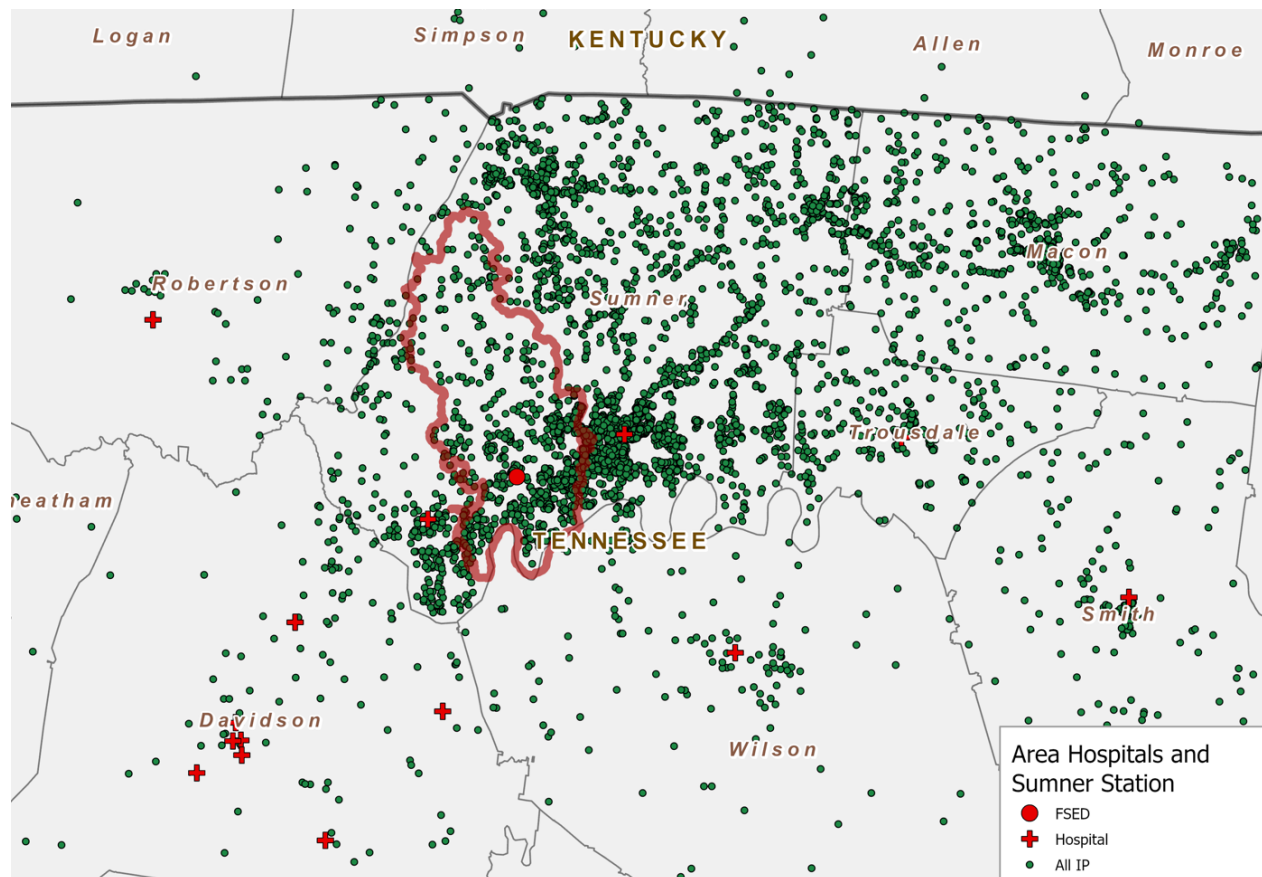 Logan
Simpson
KENTUCKY
Allen
Monroe
Robertson
Sumner
Macon
Trousdale
eatham
TENNESSEE
Smith
Davidson
Wilson
Area Hospitals and
Sumner Station
FSED
Hospital
All IP